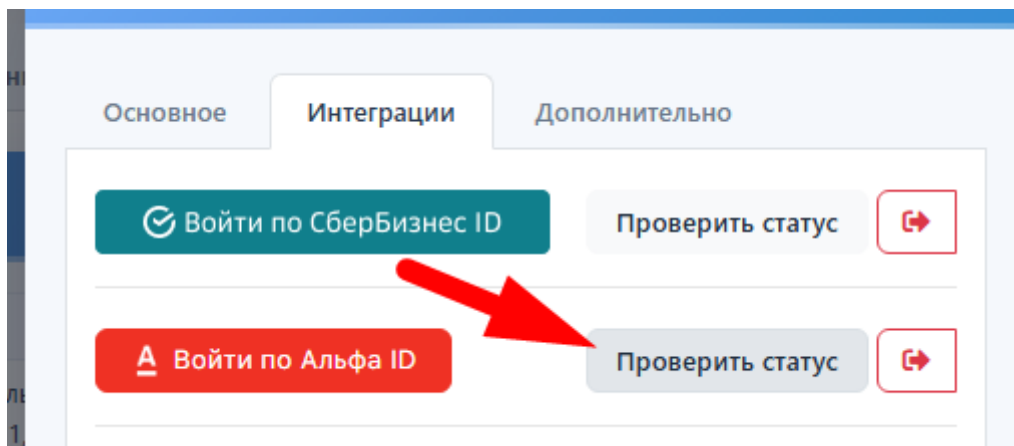 Основное Интеграции Дополнительно
Войти по СберБизнес ID Проверить статус
A Войти по Альфа ID Проверить статус